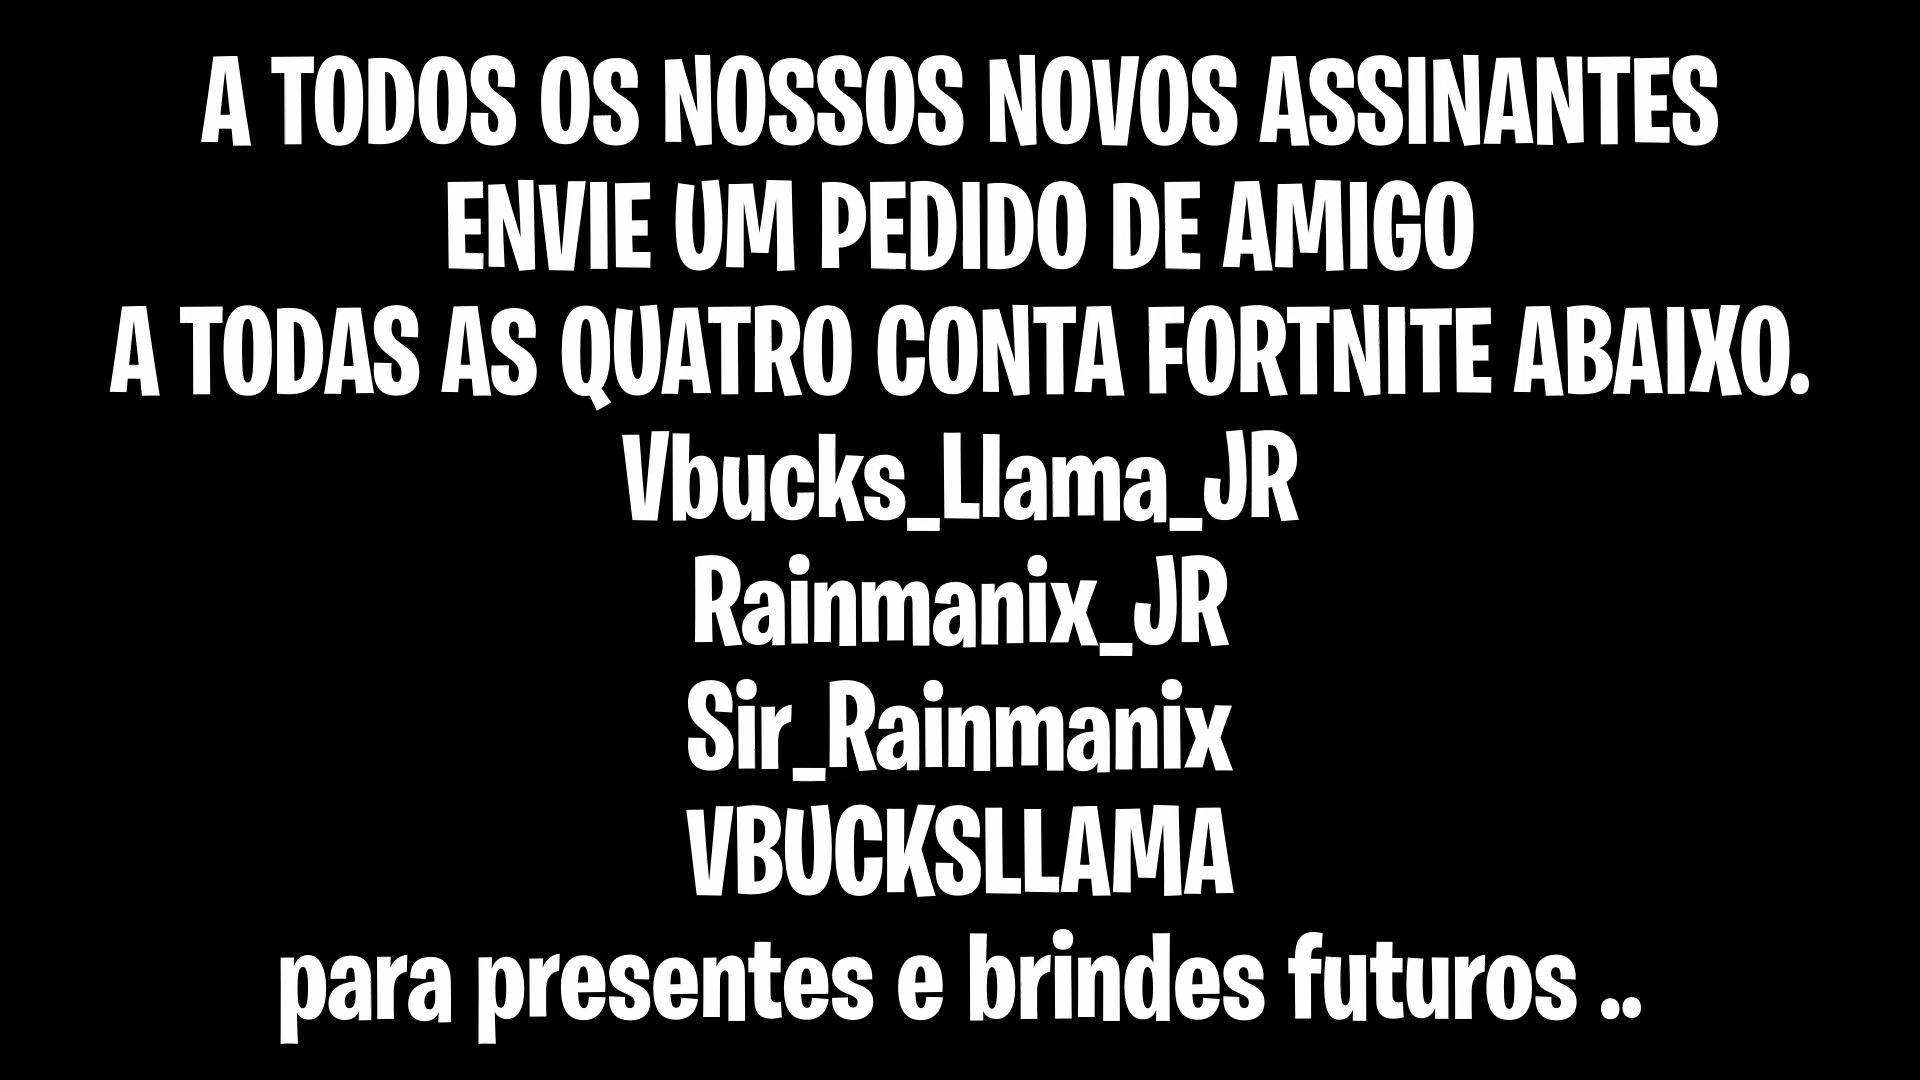 A TODOS OS NOSSOS NOVOS ASSINANTES
ENVIE UM PEDIDO DE AMIGO
A TODAS AS QUATRO CONTA FORTNITE ABAIXO.
Vbucks_Llama_JR
Rainmanix_JR
Sir_Rainmanix
VBUCKSLLAMA
para presentes e brindes futuros ..